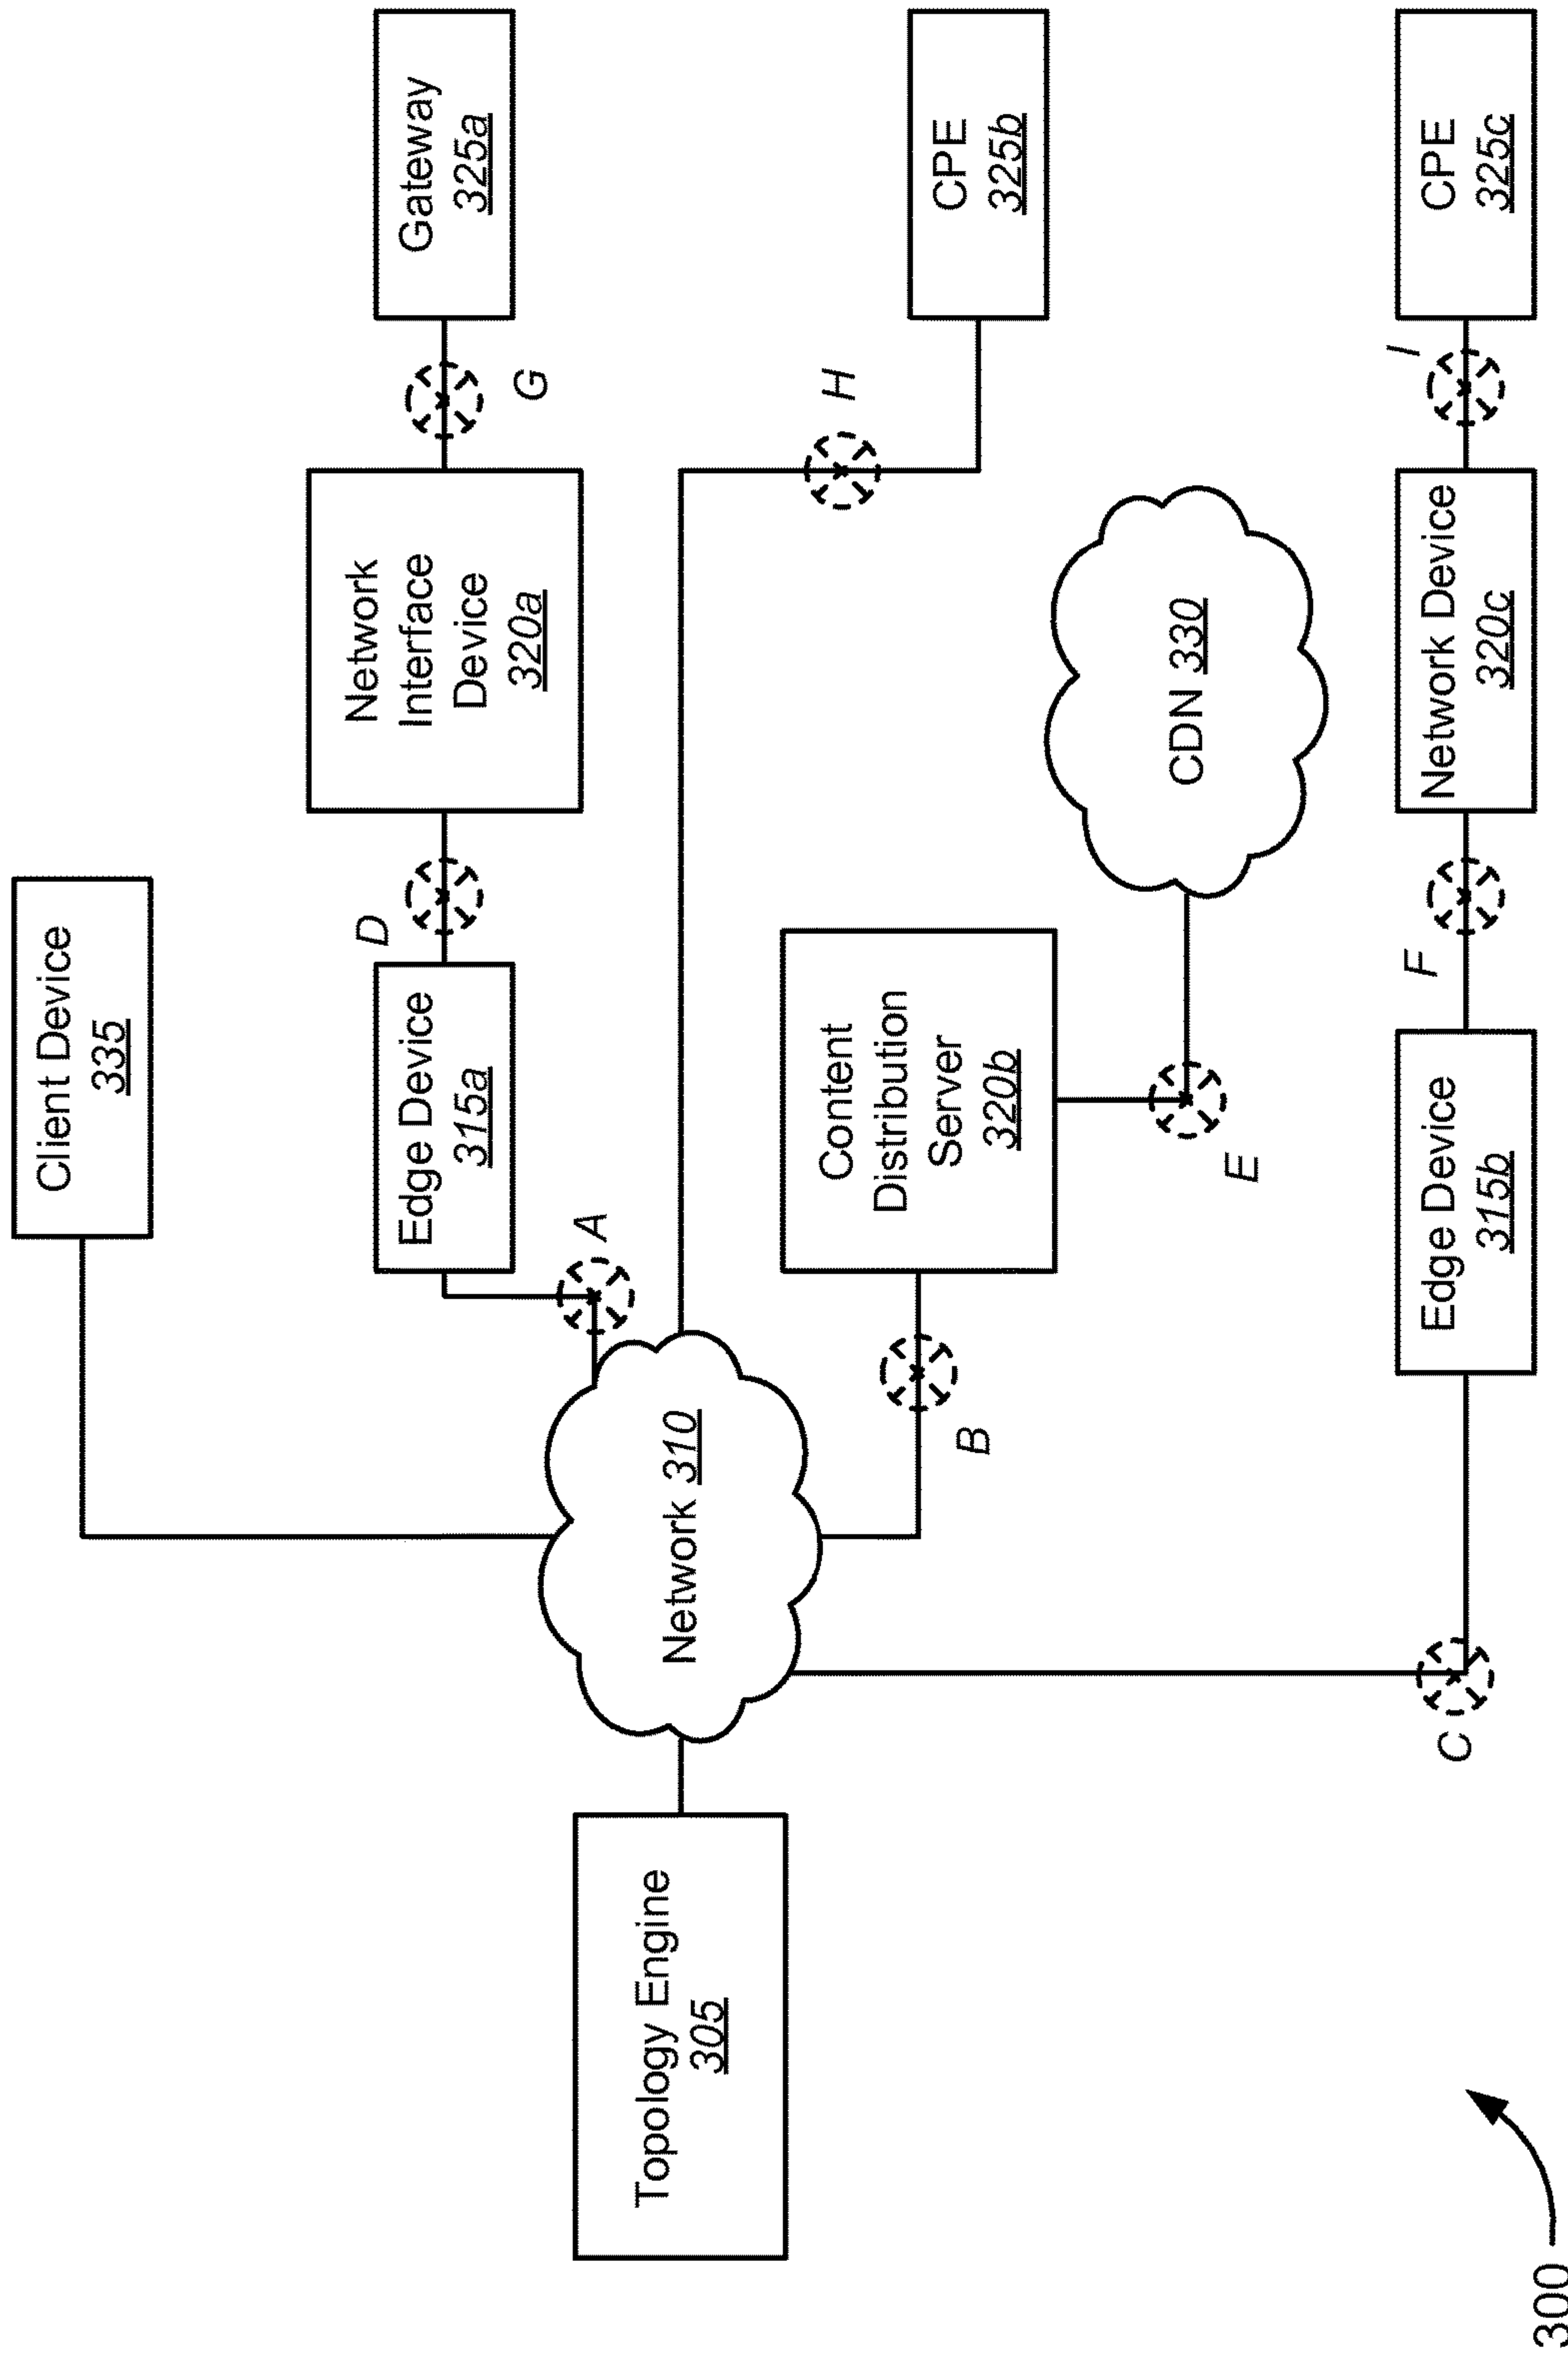 Client Device
335
Edge Device
315a
D
Network
Interface
Device
320a
G
Gateway
325a
A
H
CPE
325b
Topology Engine
305
Network 310
B
Content
Distribution
Server
320b
E
CDN 330
C
Edge Device
315b
F
Network Device
320c
I
CPE
325c
300